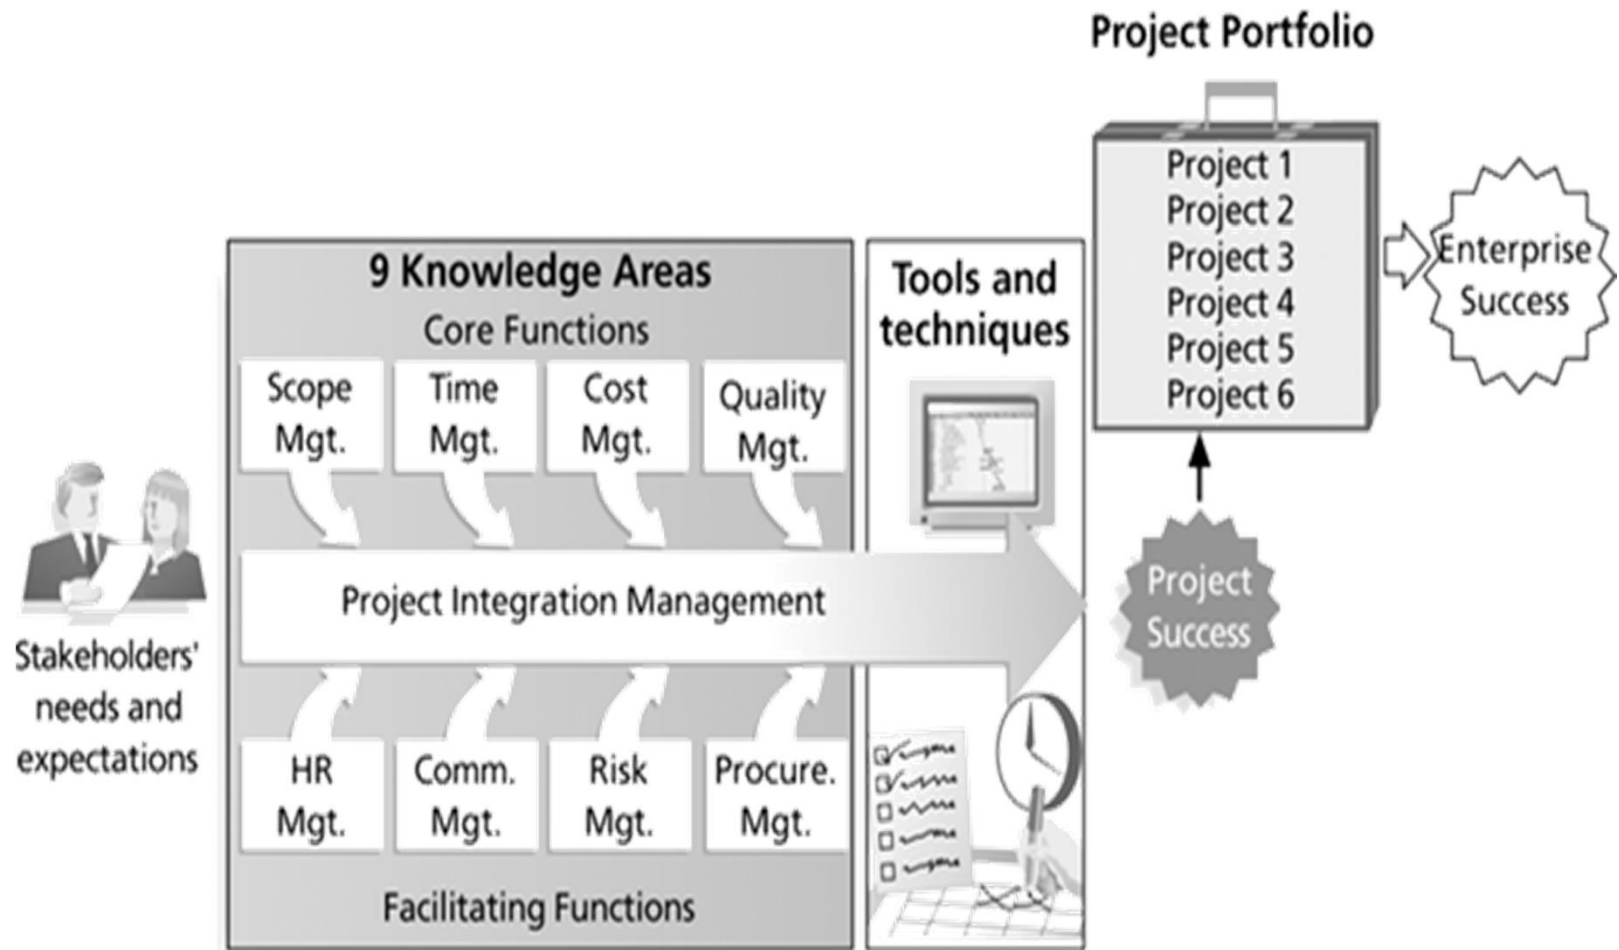 Project Portfolio
Project 1
Project 2
Project 3
Project 4
Project 5
Project 6
Enterprise
Success
9 Knowledge Areas
Core Functions
Scope
Mgt.
Time
Mgt.
Cost
Mgt.
Quality
Mgt.
Tools and
techniques
Project Integration Management
Project
Success
Stakeholders'
needs and
expectations
HR
Mgt.
Comm.
Mgt.
Risk
Mgt.
Procure.
Mgt.
Facilitating Functions